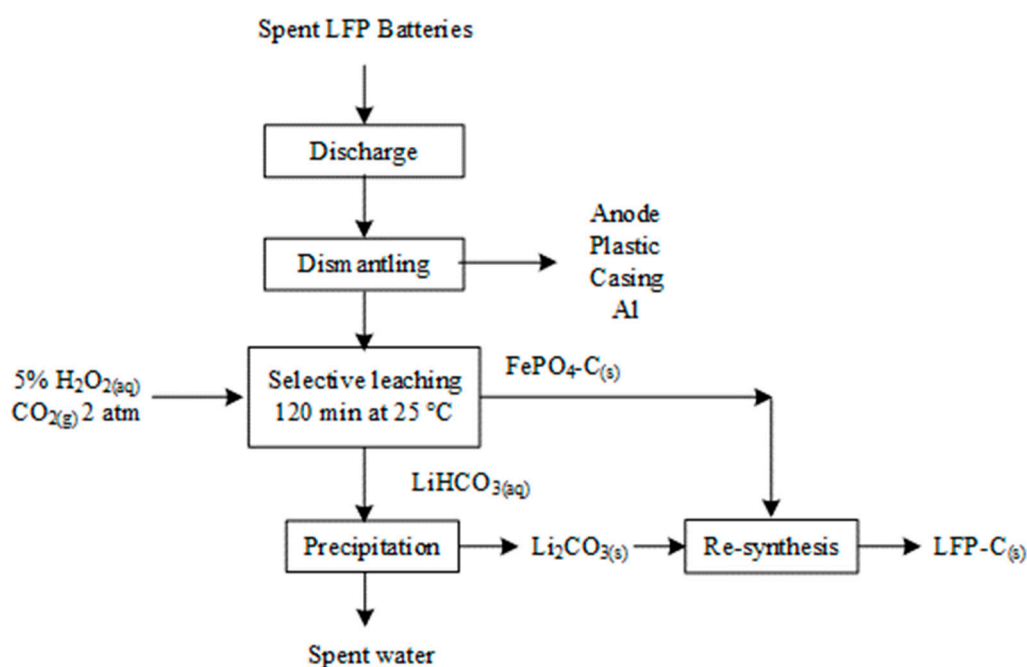 Spent LFP Batteries
Discharge
Dismantling
Anode
Plastic
Casing
Al
5% H₂O₂(aq)
CO₂(g) 2 atm
Selective leaching
120 min at 25 °C
FePO₄-C(s)
LiHCO₃(aq)
Precipitation
Li₂CO₃(s)
Re-synthesis
LFP-C(s)
Spent water